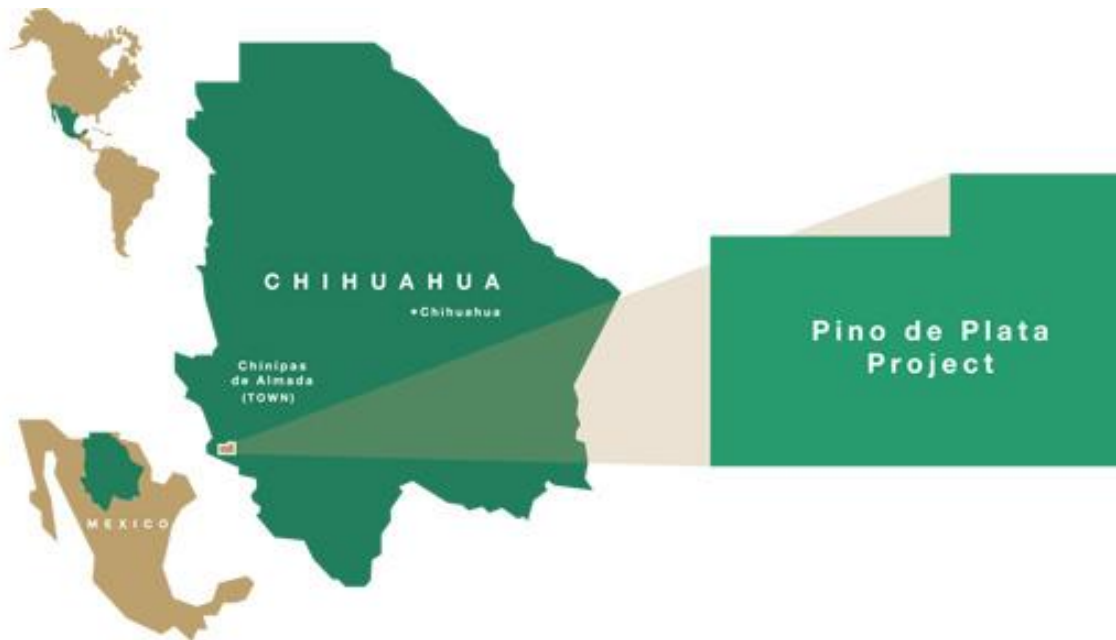 CHIHUAHUA
Chihuahua
Chinipas
de Almada
(TOWN)
MEXICO
Pino de Plata
Project